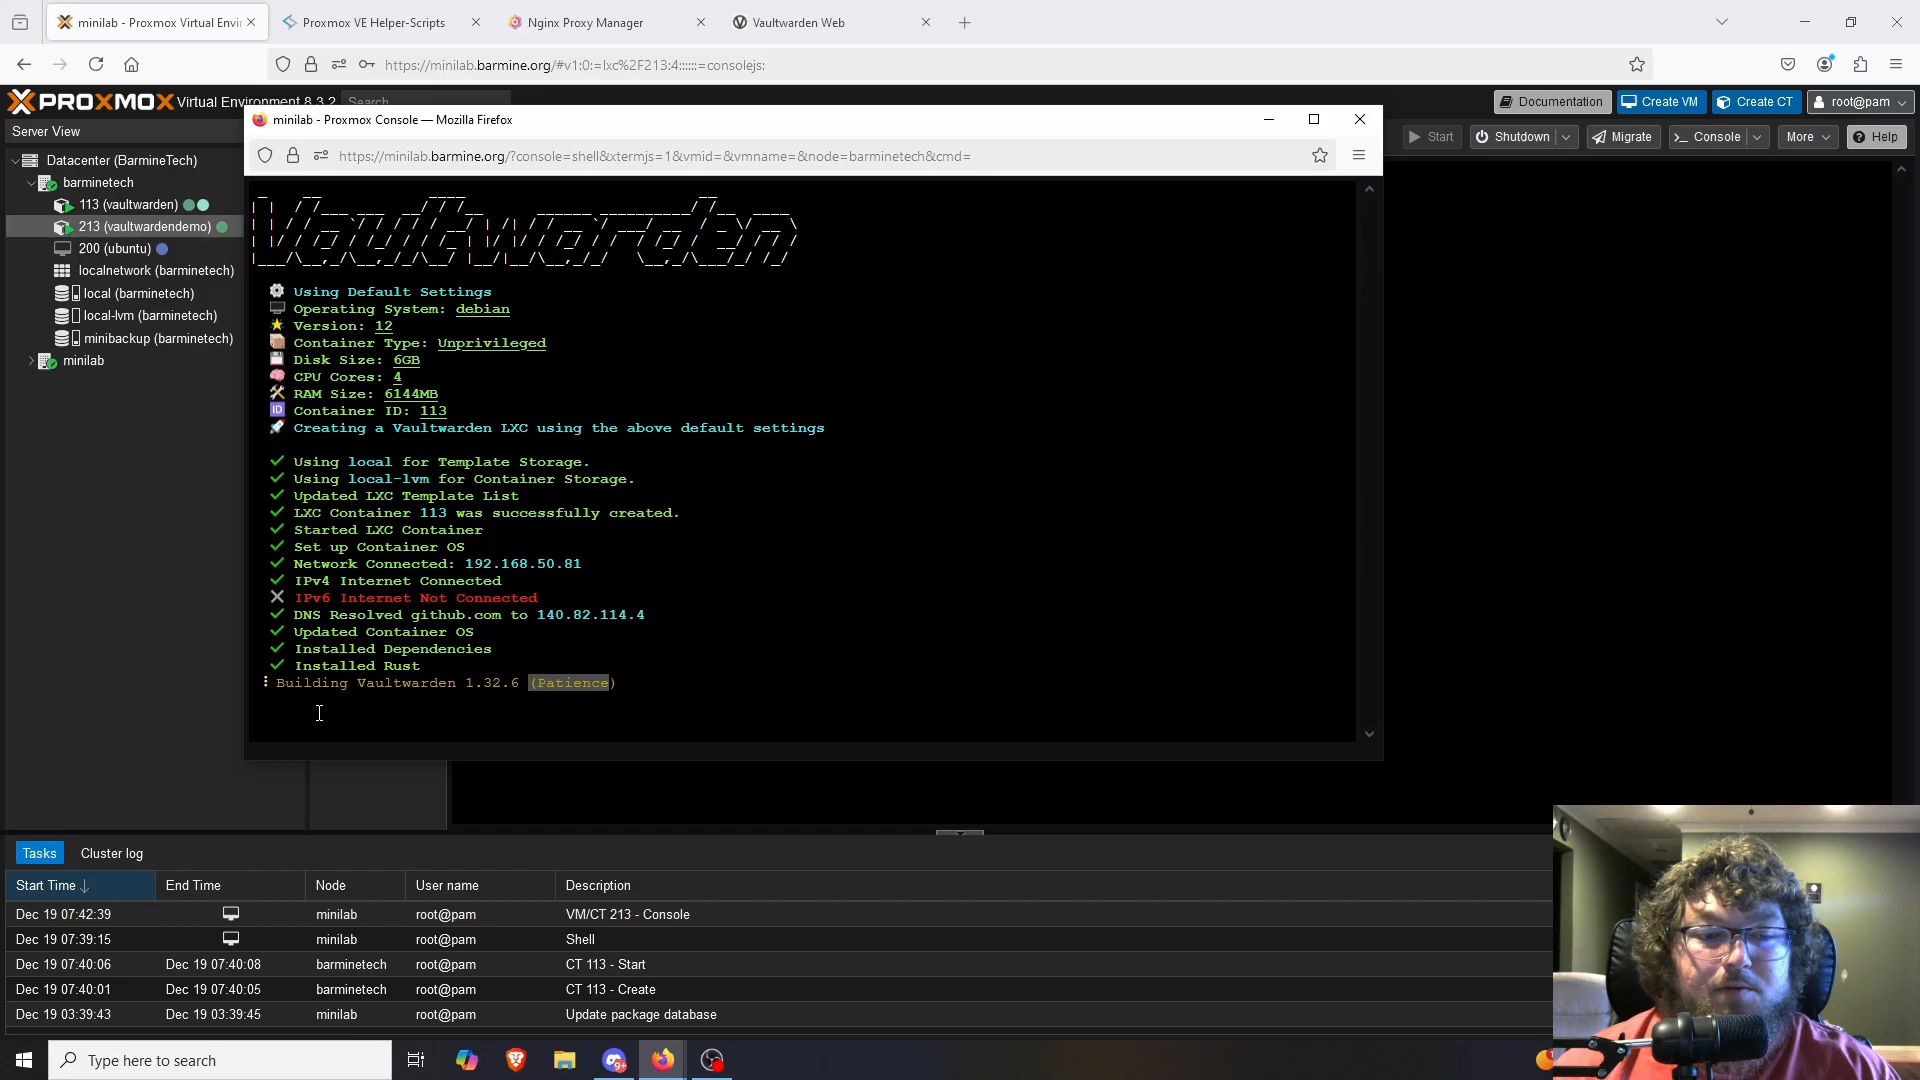 minilab - Proxmox Virtual Envir
Proxmox VE Helper-Scripts
Nginx Proxy Manager
Vaultwarden Web
https://minilab.barmine.org/#v1:0:=lxc%2F213:4::::::=consolejs:
PROXMOX Virtual Environment 8.3.2 Search
Documentation
Create VM
Create CT
root@pam
Server View
Start
Shutdown
Migrate
Console
More
Help
Datacenter (BarmineTech)
barminetech
113 (vaultwarden)
213 (vaultwardendemo)
200 (ubuntu)
localnetwork (barminetech)
local (barminetech)
local-lvm (barminetech)
minibackup (barminetech)
minilab
minilab - Proxmox Console — Mozilla Firefox
https://minilab.barmine.org/?console=shell&xtermjs=1&vmid=&vmname=&node=barminetech&cmd=
Vaultwarden
Using Default Settings
Operating System: debian
Version: 12
Container Type: Unprivileged
Disk Size: 6GB
CPU Cores: 4
RAM Size: 6144MB
ID Container ID: 113
Creating a Vaultwarden LXC using the above default settings
Using local for Template Storage.
Using local-lvm for Container Storage.
Updated LXC Template List
LXC Container 113 was successfully created.
Started LXC Container
Set up Container OS
Network Connected: 192.168.50.81
IPv4 Internet Connected
IPv6 Internet Not Connected
DNS Resolved github.com to 140.82.114.4
Updated Container OS
Installed Dependencies
Installed Rust
Building Vaultwarden 1.32.6 (Patience)
Tasks
Cluster log
Start Time
End Time
Node
User name
Description
Dec 19 07:42:39
minilab
root@pam
VM/CT 213 - Console
Dec 19 07:39:15
minilab
root@pam
Shell
Dec 19 07:40:06
Dec 19 07:40:08
barminetech
root@pam
CT 113 - Start
Dec 19 07:40:01
Dec 19 07:40:05
barminetech
root@pam
CT 113 - Create
Dec 19 03:39:43
Dec 19 03:39:45
minilab
root@pam
Update package database
Type here to search
9+